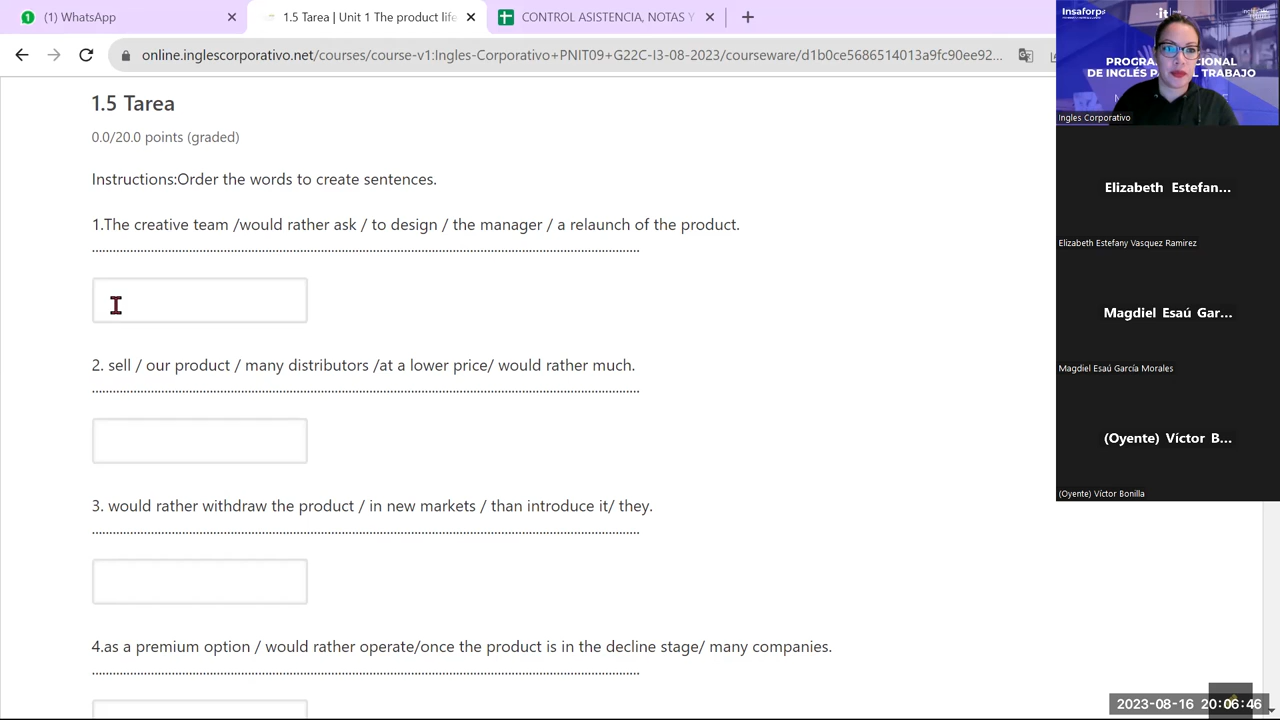 (1) WhatsApp
1.5 Tarea | Unit 1 The product life
online.inglescorporativo.net/courses/course-v1:Ingles-Corporativo+PNIT09+G22C-I3-08-2023/courseware/d1b0ce5686514013a9fc90ee92...
Insaforp
DE INGLÉS
TRABAJO
Ingles Corporativo
1.5 Tarea
0.0/20.0 points (graded)
Instructions:Order the words to create sentences.
1.The creative team /would rather ask / to design / the manager / a relaunch of the product.
2. sell / our product / many distributors /at a lower price/ would rather much.
3. would rather withdraw the product / in new markets / than introduce it/ they.
4.as a premium option / would rather operate/once the product is in the decline stage/ many companies.
Elizabeth Estefan...
Elizabeth Estefany Vasquez Ramirez
Magdiel Esaú Gar...
Magdiel Esaú García Morales
(Oyente) Víctor B...
(Oyente) Víctor Bonilla
2023-08-16 20:06:46